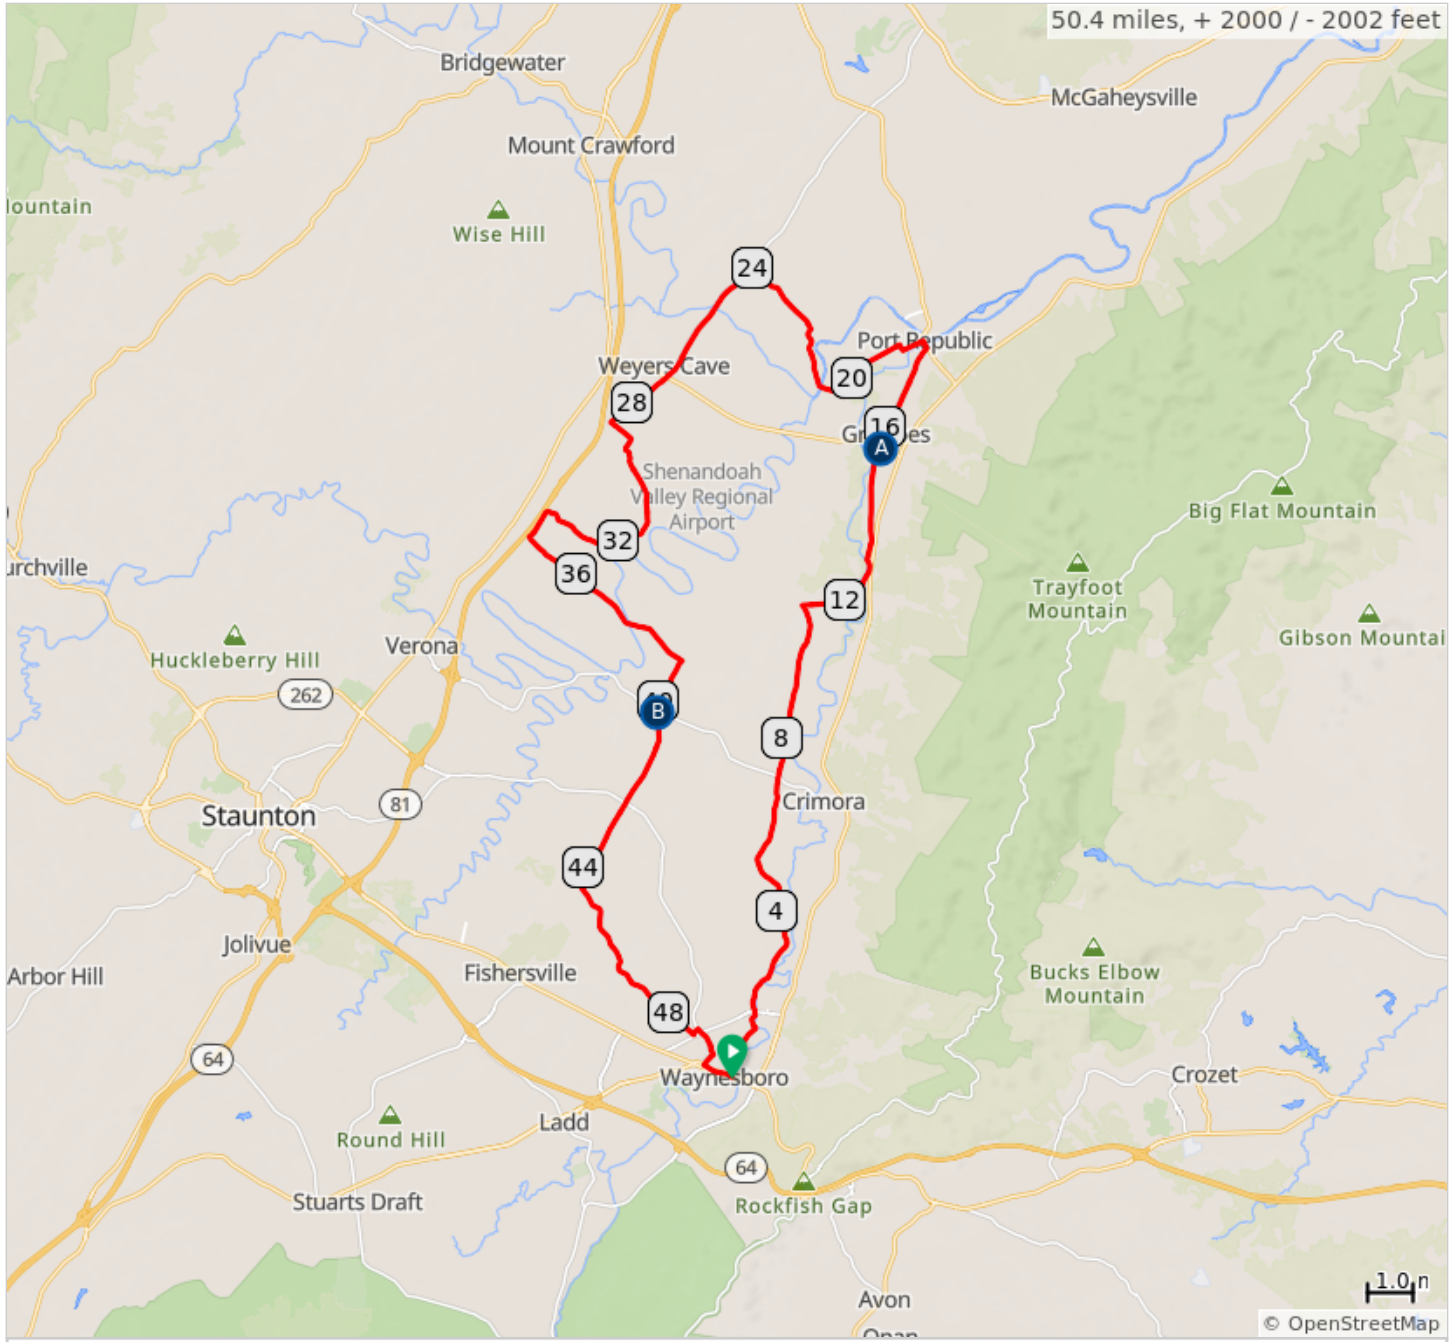 50.4 miles, + 2000 / - 2002 feet
Bridgewater
McGaheysville
Mount Crawford
ountain
Wise Hill
24
Port Republic
Weyers Cave
20
28
16
A
Shenandoah
Valley Regional
Airport
Big Flat Mountain
32
urchville
36
Trayfoot
Mountain
12
Gibson Mountai
Verona
Huckleberry Hill
262
B
8
81
Crimora
Staunton
44
4
Jolivue
Fishersville
Arbor Hill
Bucks Elbow
Mountain
48
64
Waynesboro
Crozet
Ladd
Round Hill
64
Stuarts Draft
Rockfish Gap
Avon
1.0
© OpenStreetMap